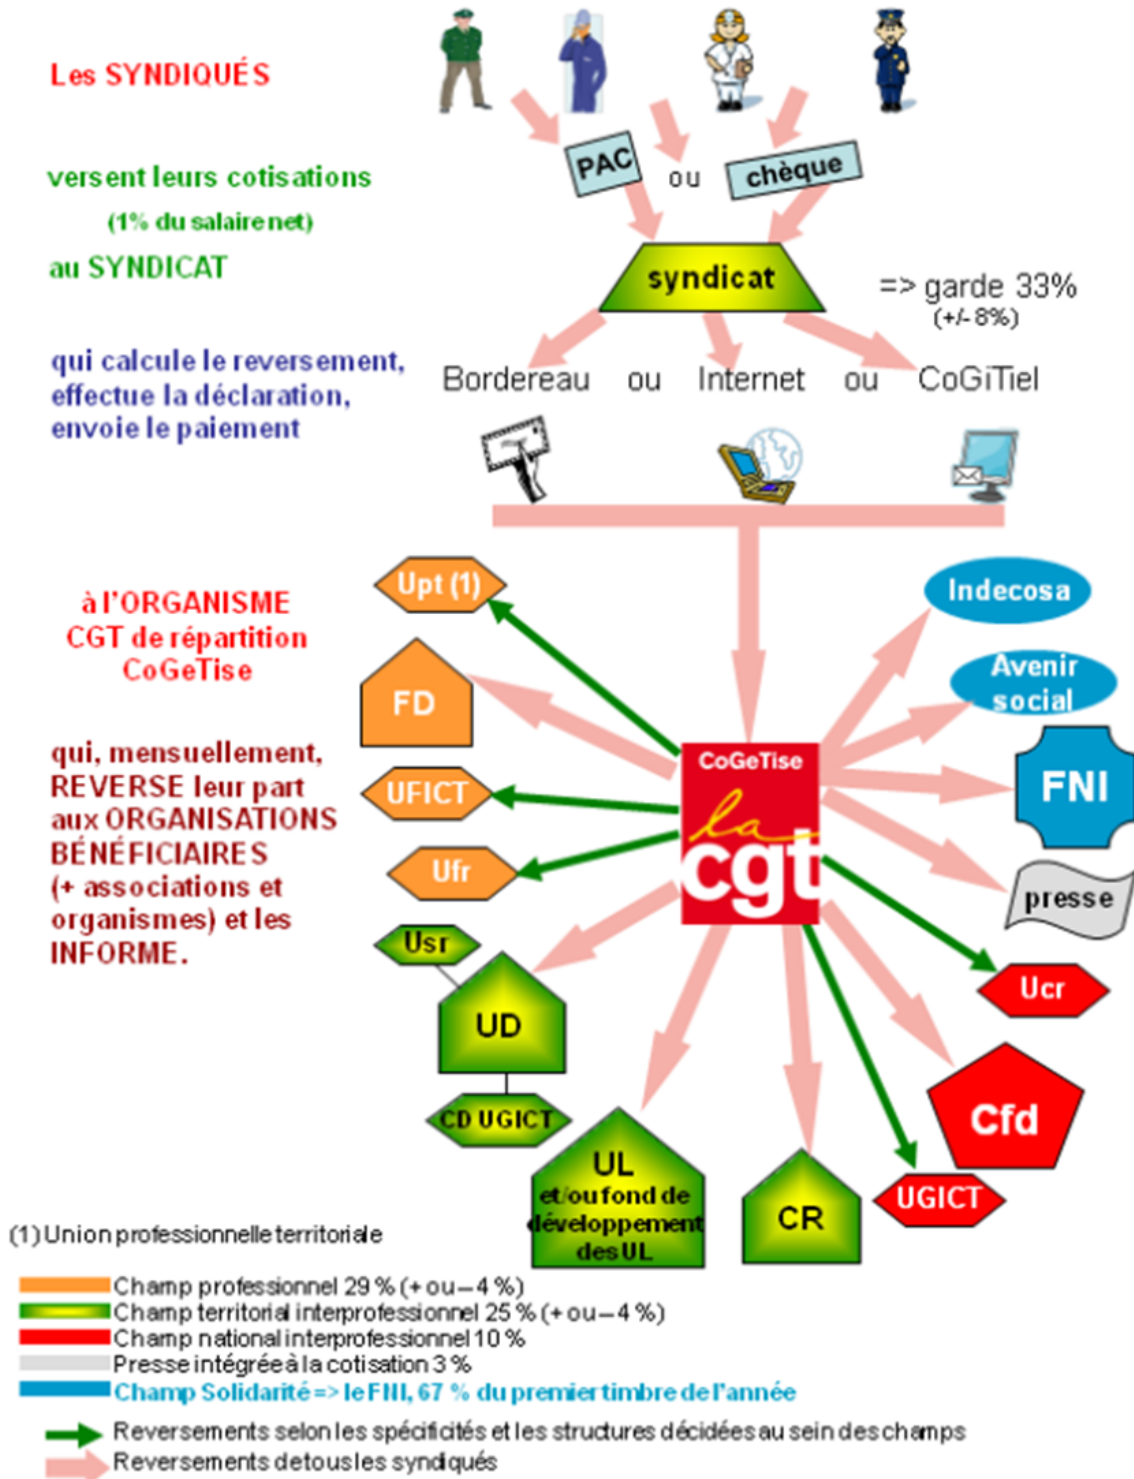 Les SYNDIQUÉS
PAC
ou
chèque
versent leurs cotisations
(1% du salaire net)
au SYNDICAT
syndicat
=> garde 33%
(+/- 8%)
qui calcule le reversement,
effectue la déclaration,
envoie le paiement
Bordereau ou Internet ou CoGiTiel
à l'ORGANISME
CGT de répartition
CoGeTise
qui, mensuellement,
REVERSE leur part
aux ORGANISATIONS
BÉNÉFICIAIRES
(+ associations et
organismes) et les
INFORME.
Upt (1)
FD
UFICT
Ufr
Usr
UD
CD UGICT
UL
et/ou fond de
développement
des UL
CR
CoGeTise
la
cgt
Indecosa
Avenir
social
FNI
presse
Ucr
Cfd
UGICT
(1) Union professionnelle territoriale
Champ professionnel 29 % (+ ou – 4 %)
Champ territorial interprofessionnel 25 % (+ ou – 4 %)
Champ national interprofessionnel 10 %
Presse intégrée à la cotisation 3 %
Champ Solidarité => le FNI, 67 % du premier timbre de l'année
Reversements selon les spécificités et les structures décidées au sein des champs
Reversements de tous les syndiqués